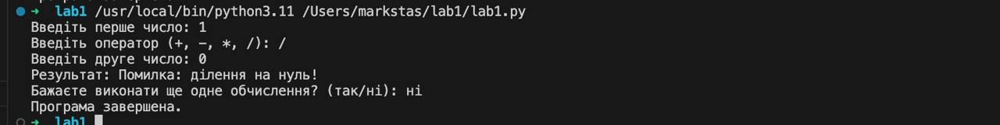 ➜ lab1 /usr/local/bin/python3.11 /Users/markstas/lab1/lab1.py
Введіть перше число: 1
Введіть оператор (+, -, *, /): /
Введіть друге число: 0
Результат: Помилка: ділення на нуль!
Бажаєте виконати ще одне обчислення? (так/ні): ні
Програма завершена.
➜ lab1